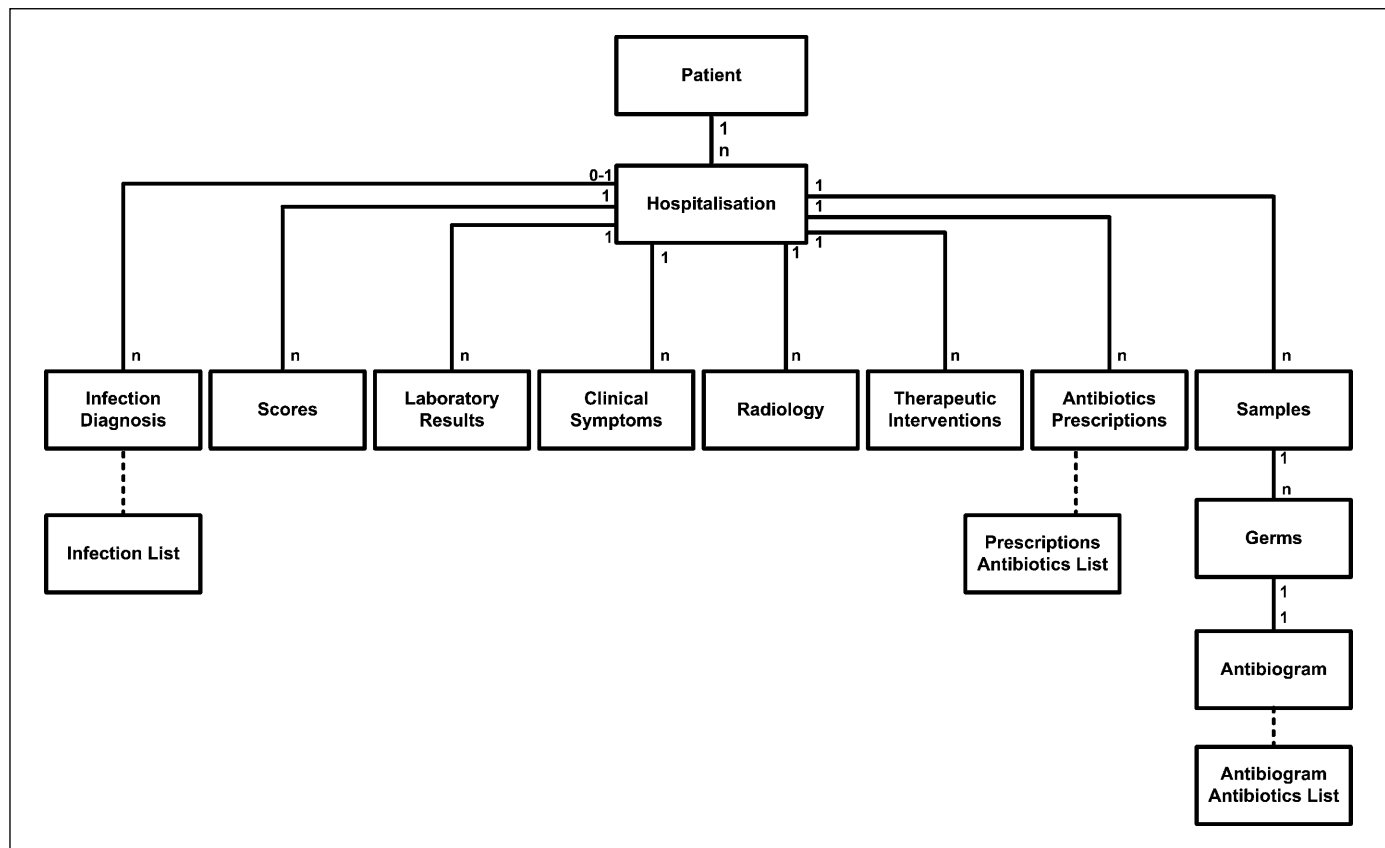 Patient
1
n
Hospitalisation
0-1
1
1
1
1
1
1
1
n
n
n
n
n
n
n
n
Infection
Diagnosis
Scores
Laboratory
Results
Clinical
Symptoms
Radiology
Therapeutic
Interventions
Antibiotics
Prescriptions
Samples
1
n
Infection List
Prescriptions
Antibiotics List
Germs
1
1
Antibiogram
Antibiogram
Antibiotics List